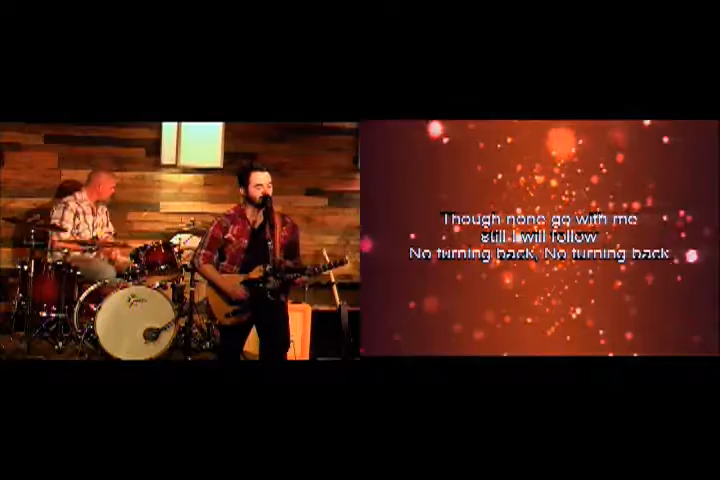 Though none go with me
still I will follow
No turning back, No turning back